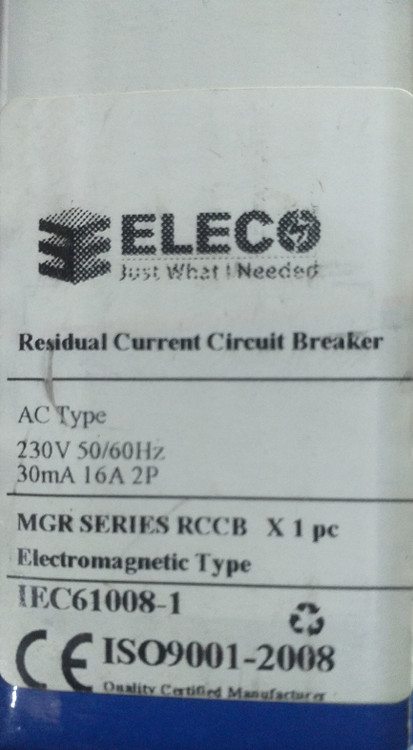 ELECO
Just What I Needed
Residual Current Circuit Breaker
AC Type
230V 50/60Hz
30mA 16A 2P
MGR SERIES RCCB X 1 pc
Electromagnetic Type
IEC61008-1
CE ISO9001-2008
Quality Certified Manufacturer